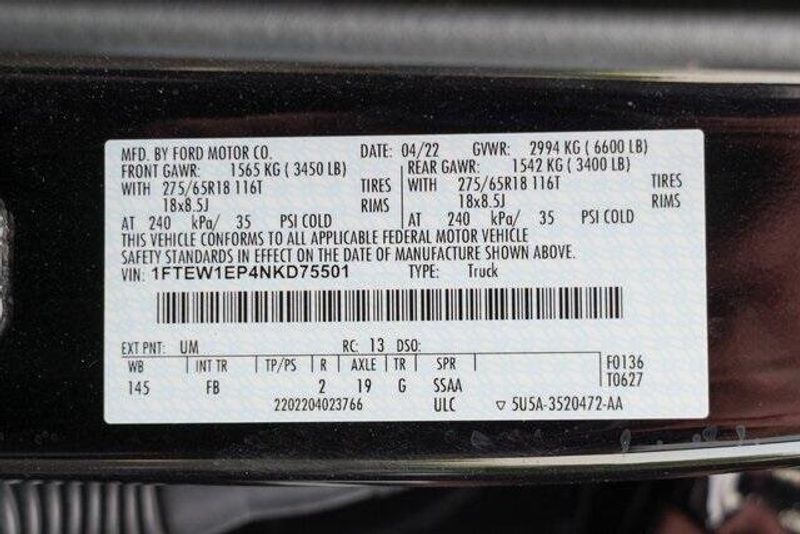 MFD. BY FORD MOTOR CO. DATE: 04/22 GVWR: 2994 KG ( 6600 LB)
FRONT GAWR: 1565 KG ( 3450 LB) REAR GAWR: 1542 KG ( 3400 LB)
WITH 275/65R18 116T TIRES WITH 275/65R18 116T TIRES
18x8.5J RIMS 18x8.5J RIMS
AT 240 kPa/ 35 PSI COLD AT 240 kPa/ 35 PSI COLD
THIS VEHICLE CONFORMS TO ALL APPLICABLE FEDERAL MOTOR VEHICLE
SAFETY STANDARDS IN EFFECT ON THE DATE OF MANUFACTURE SHOWN ABOVE.
VIN: 1FTEW1EP4NKD75501 TYPE: Truck
EXT PNT: UM RC: 13 DSO:
WB INT TR TP/PS R AXLE TR SPR F0136
145 FB 2 19 G SSAA T0627
2202204023766 ULC ▽ 5U5A-3520472-AA